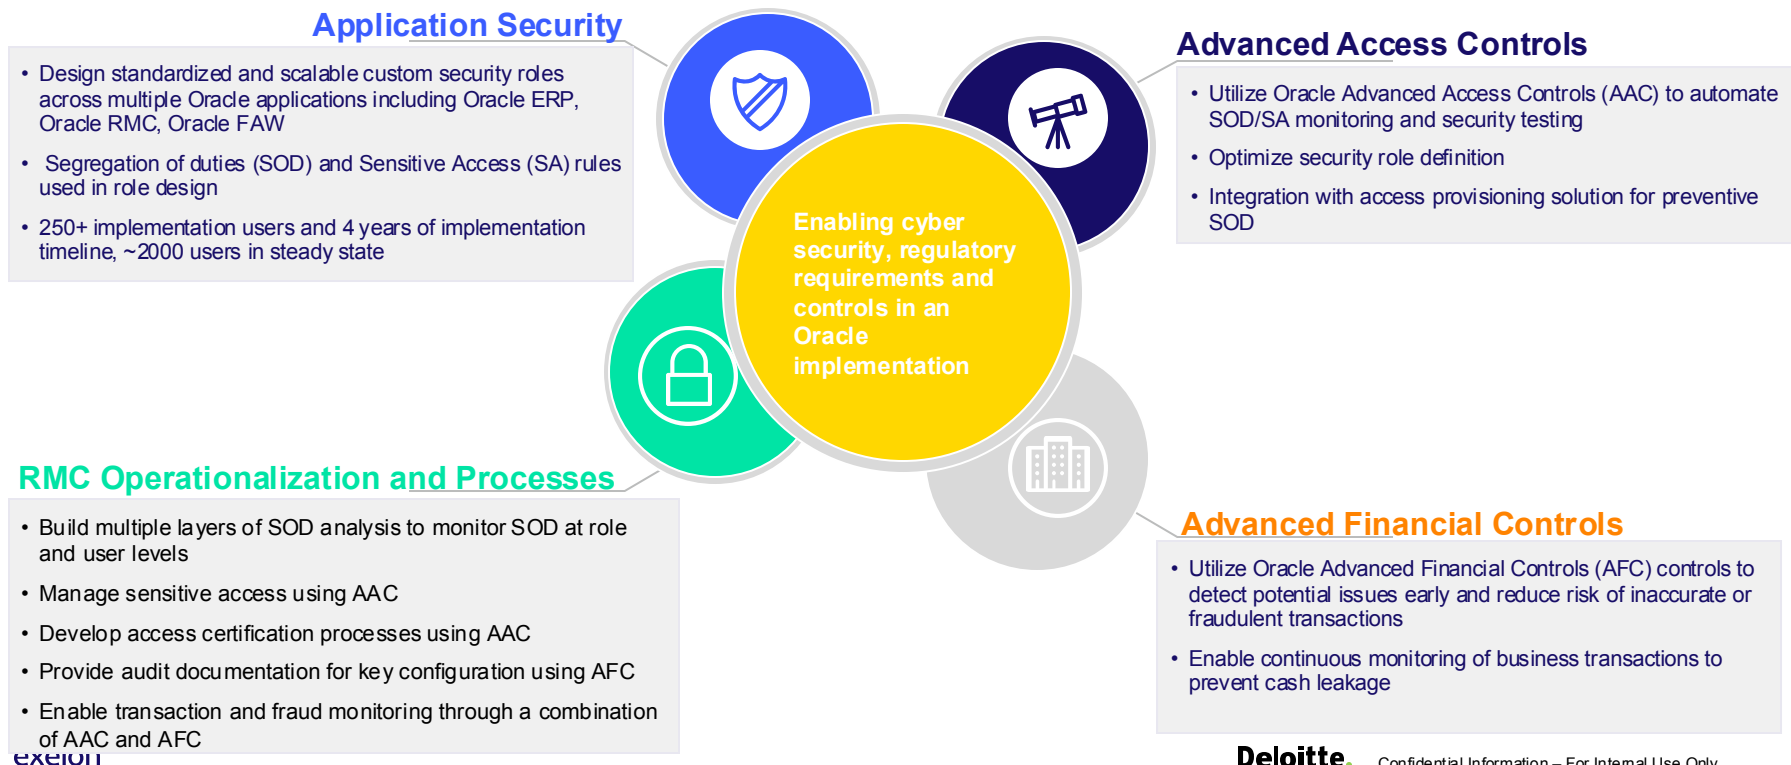 Application Security
• Design standardized and scalable custom security roles
across multiple Oracle applications including Oracle ERP,
Oracle RMC, Oracle FAW
• Segregation of duties (SOD) and Sensitive Access (SA) rules
used in role design
• 250+ implementation users and 4 years of implementation
timeline, ~2000 users in steady state
Advanced Access Controls
• Utilize Oracle Advanced Access Controls (AAC) to automate
SOD/SA monitoring and security testing
• Optimize security role definition
• Integration with access provisioning solution for preventive
SOD
Enabling cyber
security, regulatory
requirements and
controls in an
Oracle
implementation
RMC Operationalization and Processes
• Build multiple layers of SOD analysis to monitor SOD at role
and user levels
• Manage sensitive access using AAC
• Develop access certification processes using AAC
• Provide audit documentation for key configuration using AFC
• Enable transaction and fraud monitoring through a combination
of AAC and AFC
Advanced Financial Controls
• Utilize Oracle Advanced Financial Controls (AFC) controls to
detect potential issues early and reduce risk of inaccurate or
fraudulent transactions
• Enable continuous monitoring of business transactions to
prevent cash leakage
exelon
Deloitte.
Confidential Information – For Internal Use Only